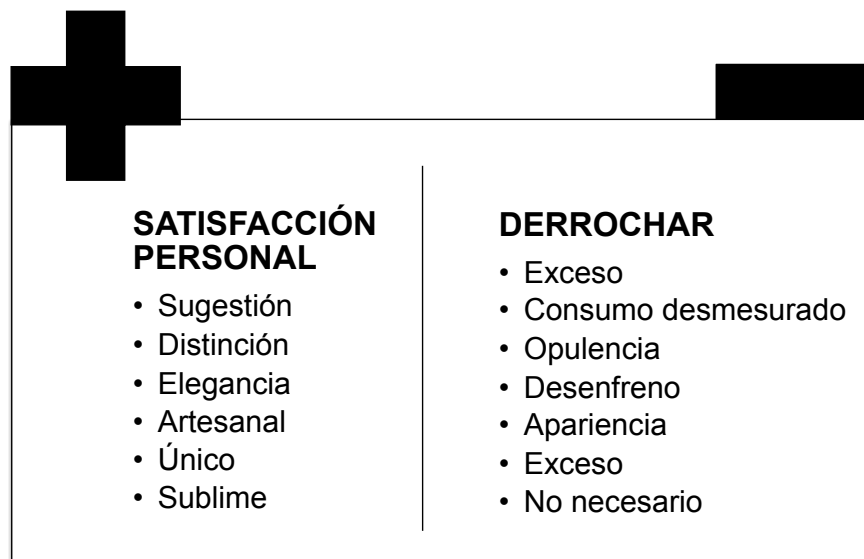 SATISFACCIÓN
PERSONAL
• Sugestión
• Distinción
• Elegancia
• Artesanal
• Único
• Sublime
DERROCHAR
• Exceso
• Consumo desmesurado
• Opulencia
• Desenfreno
• Apariencia
• Exceso
• No necesario